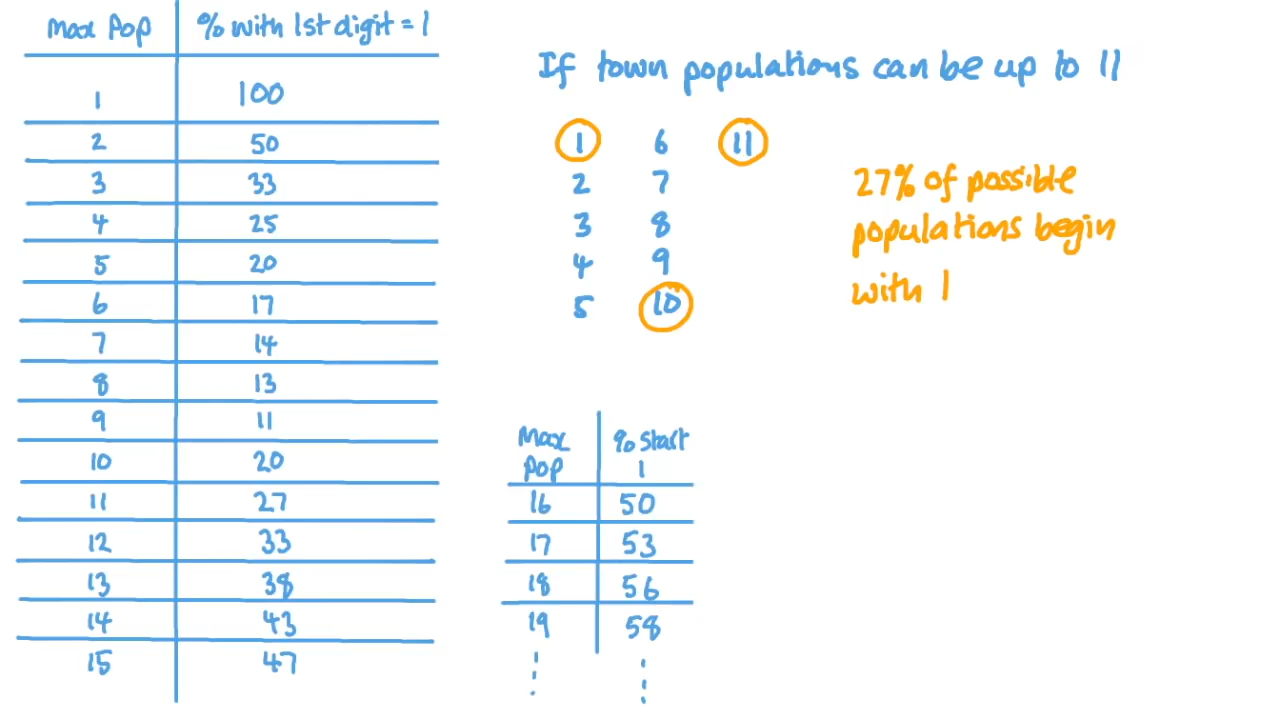 Max Pop % with 1st digit = 1
1 100
2 50
3 33
4 25
5 20
6 17
7 14
8 13
9 11
10 20
11 27
12 33
13 38
14 43
15 47
If town populations can be up to 11
1 6 11
2 7
3 8
4 9
5 10
27% of possible
populations begin
with 1
Max % Start
Pop 1
16 50
17 53
18 56
19 58